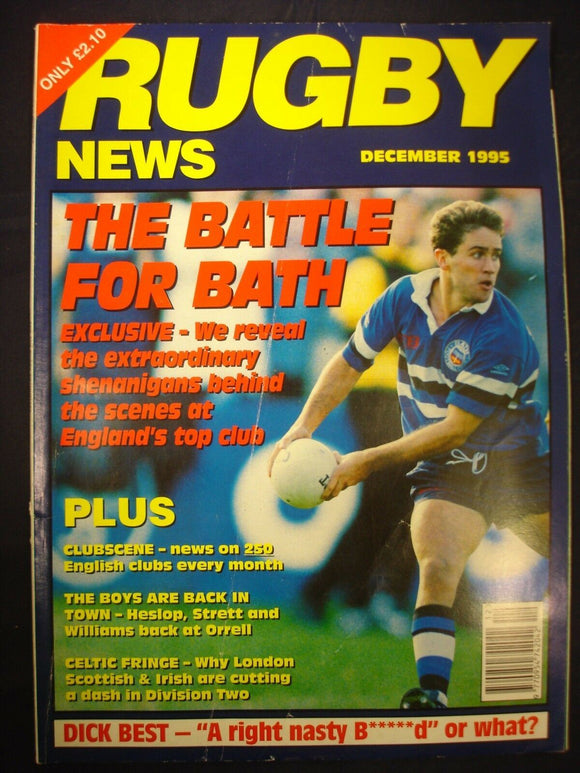 ONLY £2.10
RUGBY
NEWS
DECEMBER 1995
THE BATTLE
FOR BATH
EXCLUSIVE – We reveal
the extraordinary
shenanigans behind
the scenes at
England's top club
PLUS
CLUBSCENE – news on 250
English clubs every month
THE BOYS ARE BACK IN
TOWN – Heslop, Strett and
Williams back at Orrell
CELTIC FRINGE – Why London
Scottish & Irish are cutting
a dash in Division Two
DICK BEST – “A right nasty B*****d” or what?